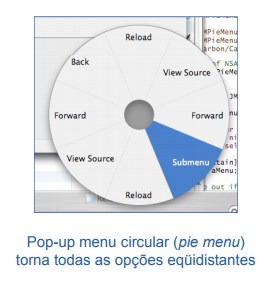 Reload
Back
View Source
Forward
Forward
View Source
Submenu
Reload
Pop-up menu circular (pie menu)
torna todas as opções eqüidistantes